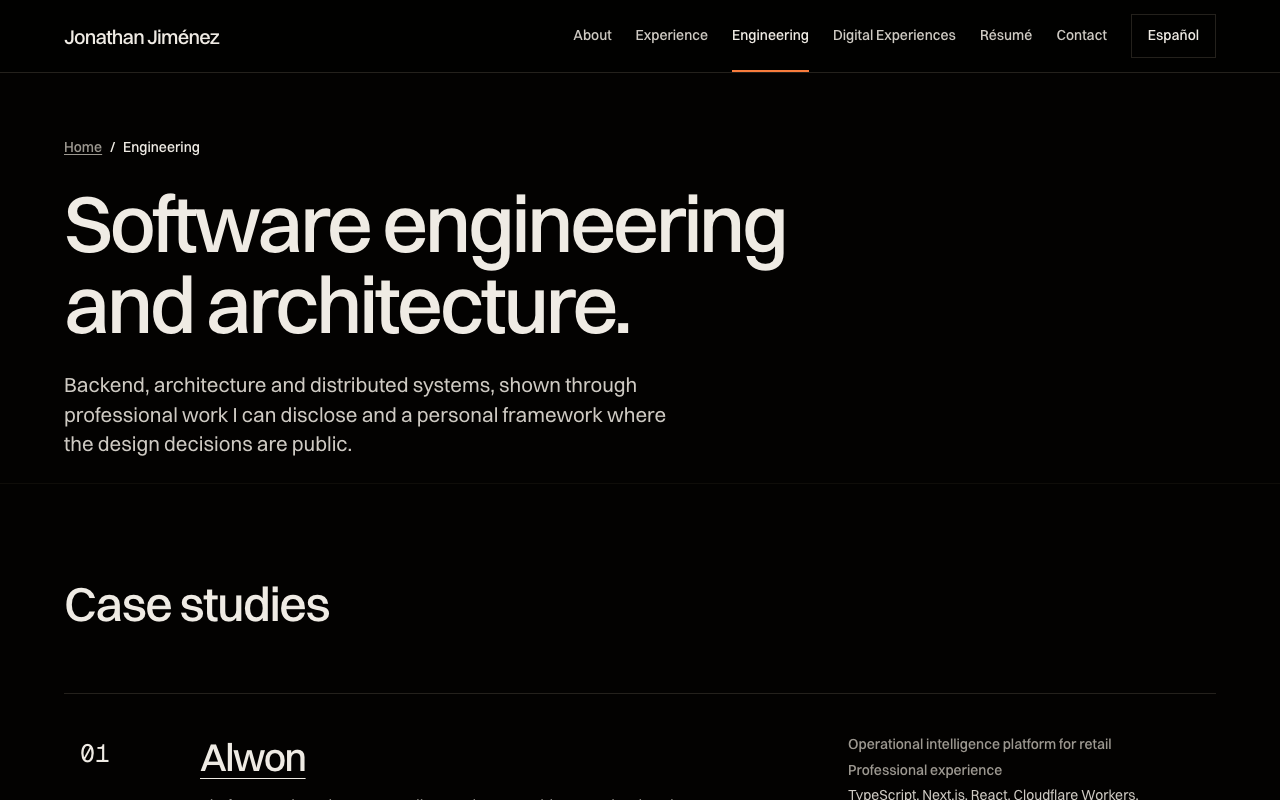 Jonathan Jiménez
About
Experience
Engineering
Digital Experiences
Résumé
Contact
Español
Home / Engineering
Software engineering
and architecture.
Backend, architecture and distributed systems, shown through
professional work I can disclose and a personal framework where
the design decisions are public.
Case studies
01
Alwon
Operational intelligence platform for retail
Professional experience
TypeScript, Next.js, React, Cloudflare Workers,